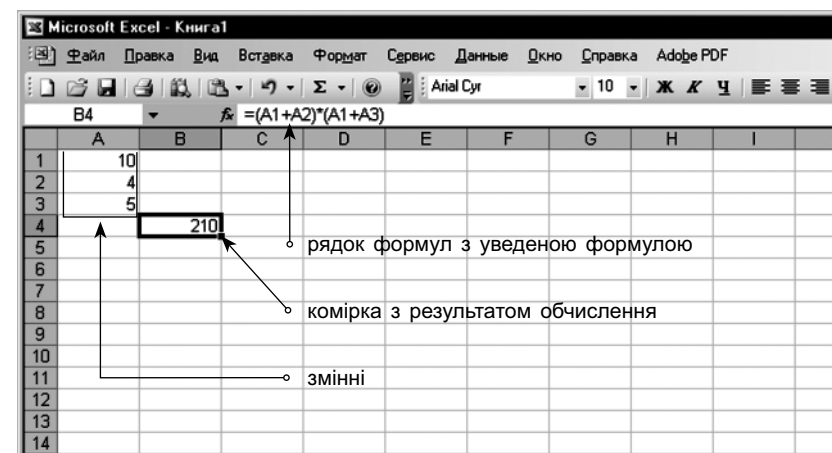 Microsoft Excel - Книга1
Файл Правка Вид Вставка Формат Сервис Данные Окно Справка Adobe PDF
Arial Cyr 10 Ж К Ч
B4 fx =(A1+A2)*(A1+A3)
A B C D E F G H I
1 10
2 4
3 5
4 210
5 рядок формул з уведеною формулою
6
7
8 комірка з результатом обчислення
9
10
11 змінні
12
13
14